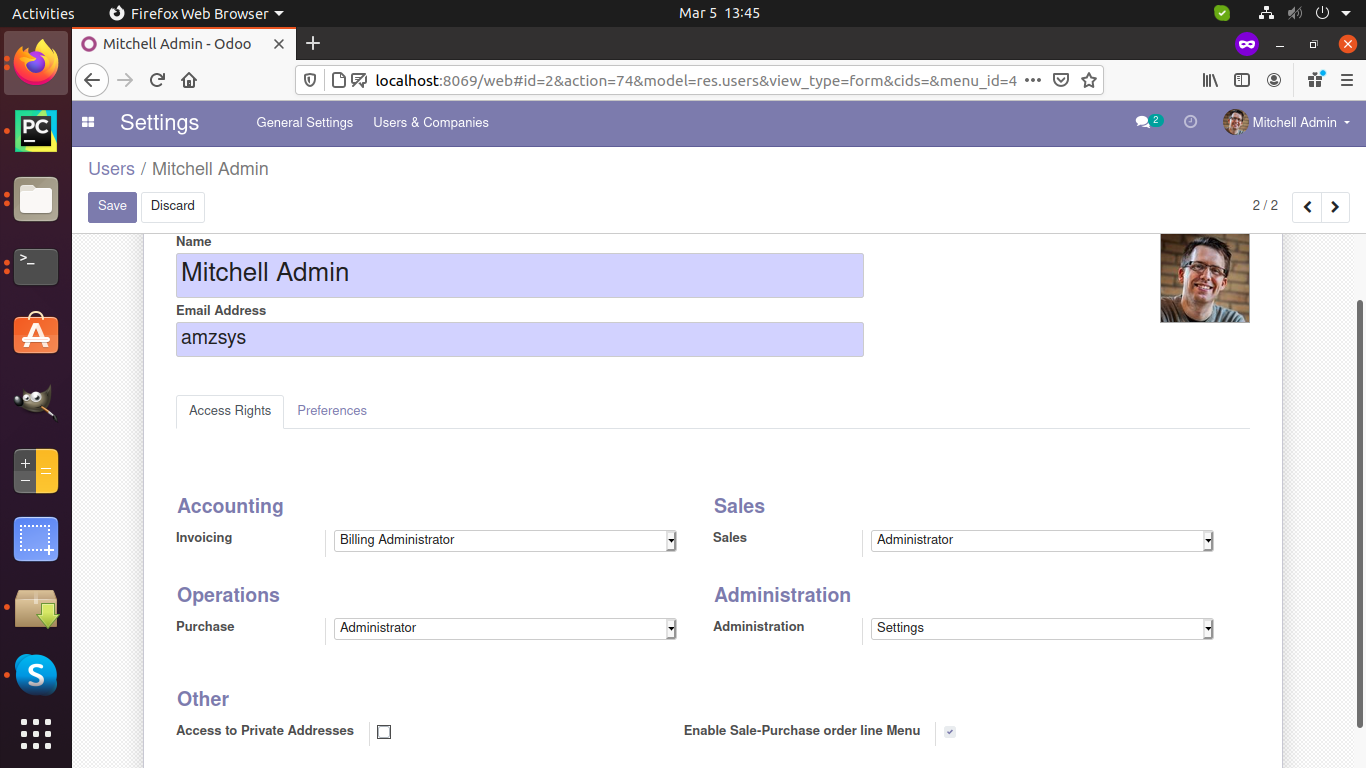 Activities Firefox Web Browser Mar 5 13:45
Mitchell Admin - Odoo
localhost:8069/web#id=2&action=74&model=res.users&view_type=form&cids=&menu_id=4
Settings General Settings Users & Companies 2 Mitchell Admin
Users / Mitchell Admin
Save Discard 2 / 2
Name
Mitchell Admin
Email Address
amzsys
Access Rights Preferences
Accounting Sales
Invoicing Billing Administrator Sales Administrator
Operations Administration
Purchase Administrator Administration Settings
Other
Access to Private Addresses Enable Sale-Purchase order line Menu